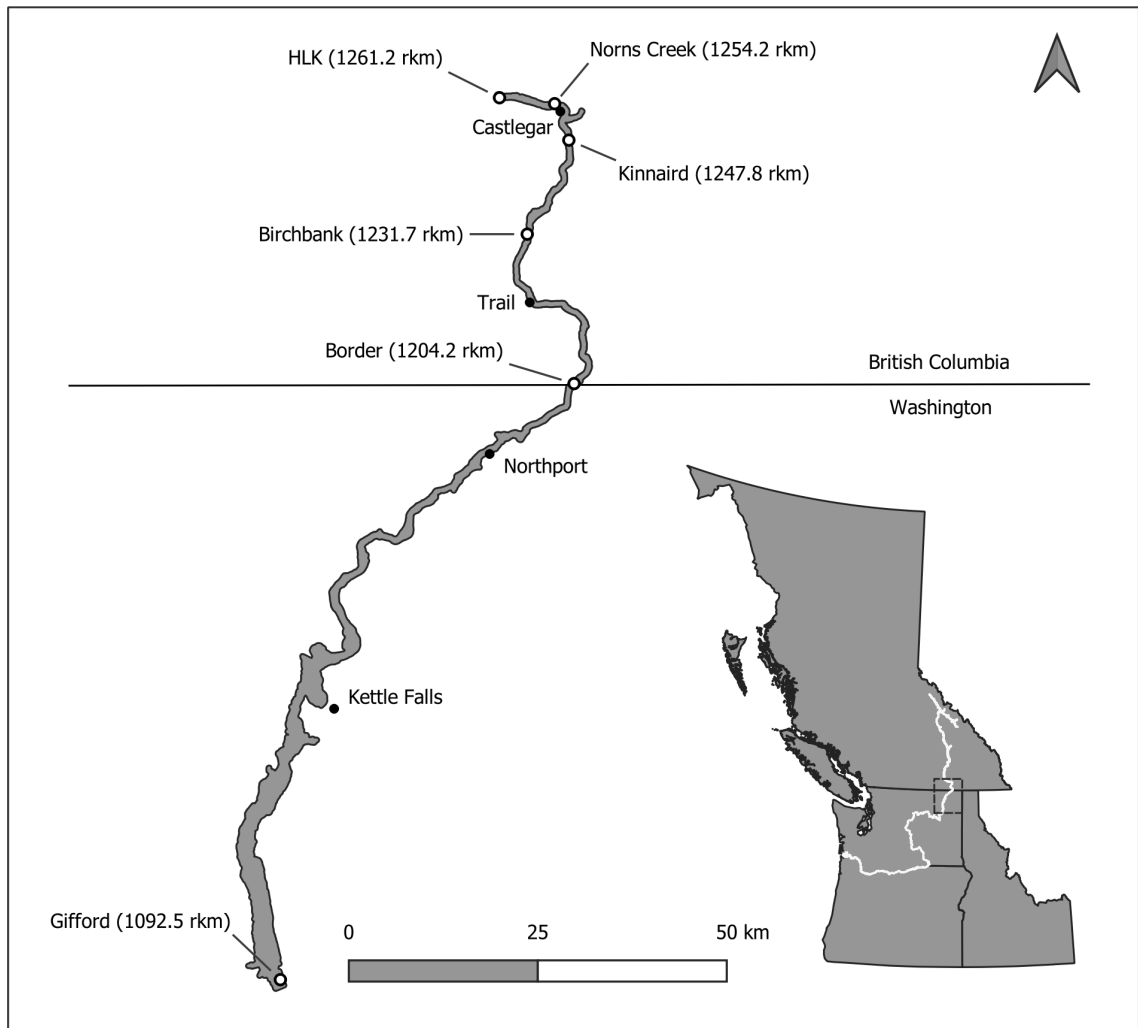 Norns Creek (1254.2 rkm)
HLK (1261.2 rkm)
Castlegar
Kinnaird (1247.8 rkm)
Birchbank (1231.7 rkm)
Trail
Border (1204.2 rkm)
British Columbia
Washington
Northport
Kettle Falls
Gifford (1092.5 rkm)
0 25 50 km